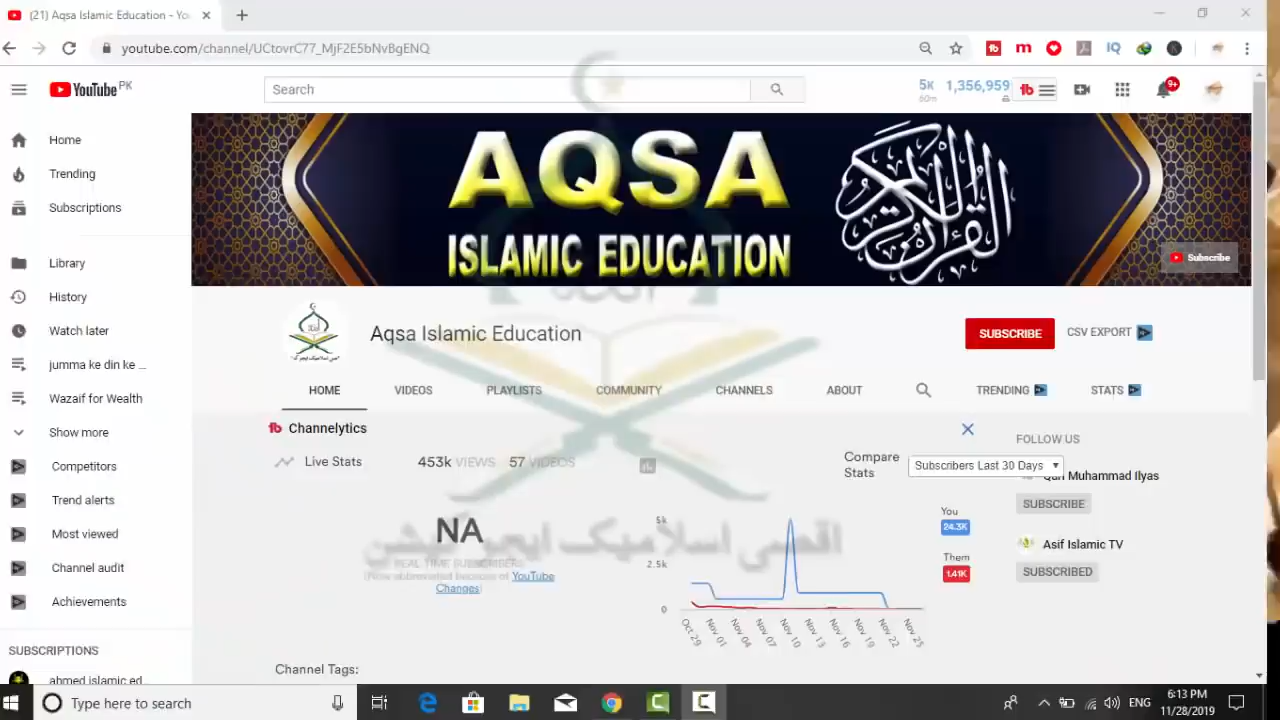 (21) Aqsa Islamic Education - Yo
youtube.com/channel/UCtovrC77_MjF2E5bNvBgENQ
YouTube PK
Search
5K
60m
1,356,959
9+
Home
Trending
Subscriptions
Library
History
Watch later
jumma ke din ke ...
Wazaif for Wealth
Show more
Competitors
Trend alerts
Most viewed
Channel audit
Achievements
SUBSCRIPTIONS
ahmed islamic ed
AQSA
ISLAMIC EDUCATION
القرآن الكريم
Subscribe
Aqsa Islamic Education
SUBSCRIBE
CSV EXPORT
HOME
VIDEOS
PLAYLISTS
COMMUNITY
CHANNELS
ABOUT
TRENDING
STATS
Channelytics
Live Stats
453k VIEWS 57 VIDEOS
Compare Stats
Subscribers Last 30 Days
FOLLOW US
Qari Muhammad Ilyas
SUBSCRIBE
Asif Islamic TV
SUBSCRIBED
NA
REAL TIME SUBSCRIBERS
(Now abbreviated because of YouTube
Changes)
5k
2.5k
0
Oct 29
Nov 01
Nov 04
Nov 07
Nov 10
Nov 13
Nov 16
Nov 19
Nov 22
Nov 25
You
24.3K
Them
1.41K
اقصی اسلامیک ایجوکیشن
Channel Tags:
Type here to search
ENG
6:13 PM
11/28/2019